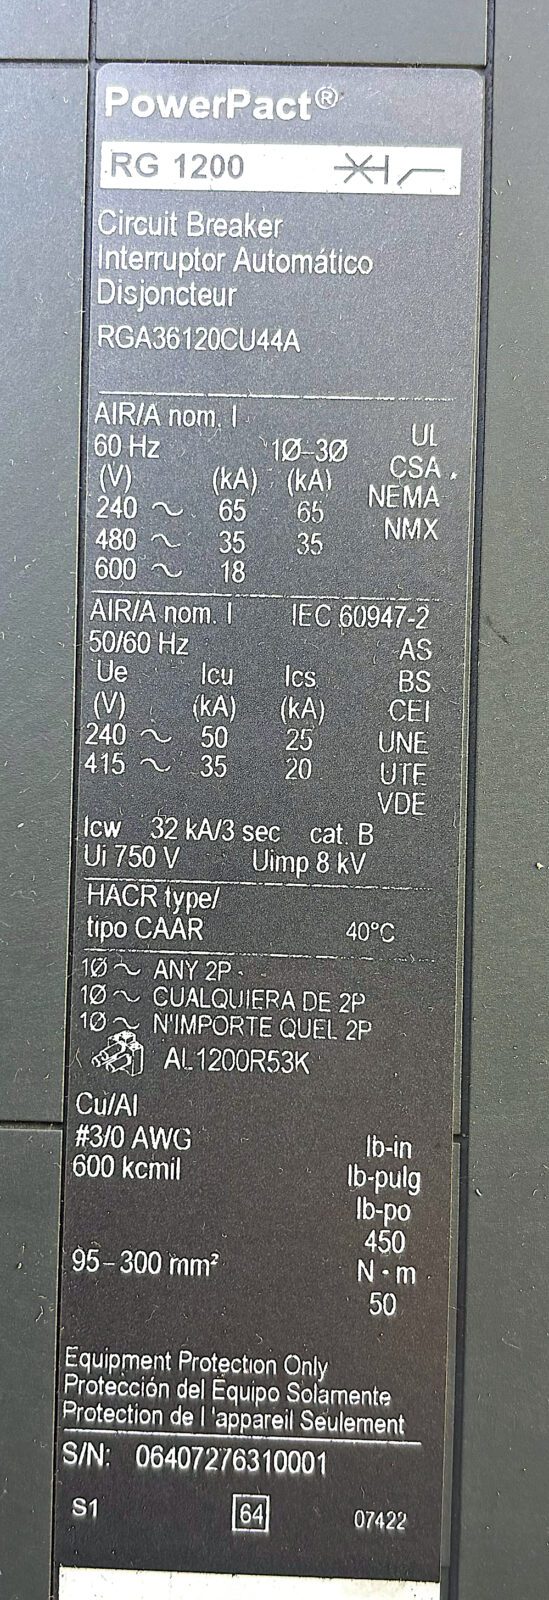 PowerPact®
RG 1200
Circuit Breaker
Interruptor Automático
Disjoncteur
RGA36120CU44A
AIR/A nom. I UL
60 Hz 1Ø–3Ø CSA
(V) (kA) (kA) NEMA
240 ~ 65 65 NMX
480 ~ 35 35
600 ~ 18
AIR/A nom. I IEC 60947-2
50/60 Hz AS
Ue Icu Ics BS
(V) (kA) (kA) CEI
240 ~ 50 25 UNE
415 ~ 35 20 UTE
VDE
Icw 32 kA/3 sec cat. B
Ui 750 V Uimp 8 kV
HACR type/
tipo CAAR 40°C
1Ø ~ ANY 2P
1Ø ~ CUALQUIERA DE 2P
1Ø ~ N'IMPORTE QUEL 2P
AL1200R53K
Cu/Al
#3/0 AWG lb-in
600 kcmil lb-pulg
lb-po
450
95–300 mm² N·m
50
Equipment Protection Only
Protección del Equipo Solamente
Protection de l'appareil Seulement
S/N: 06407276310001
S1 64 07422